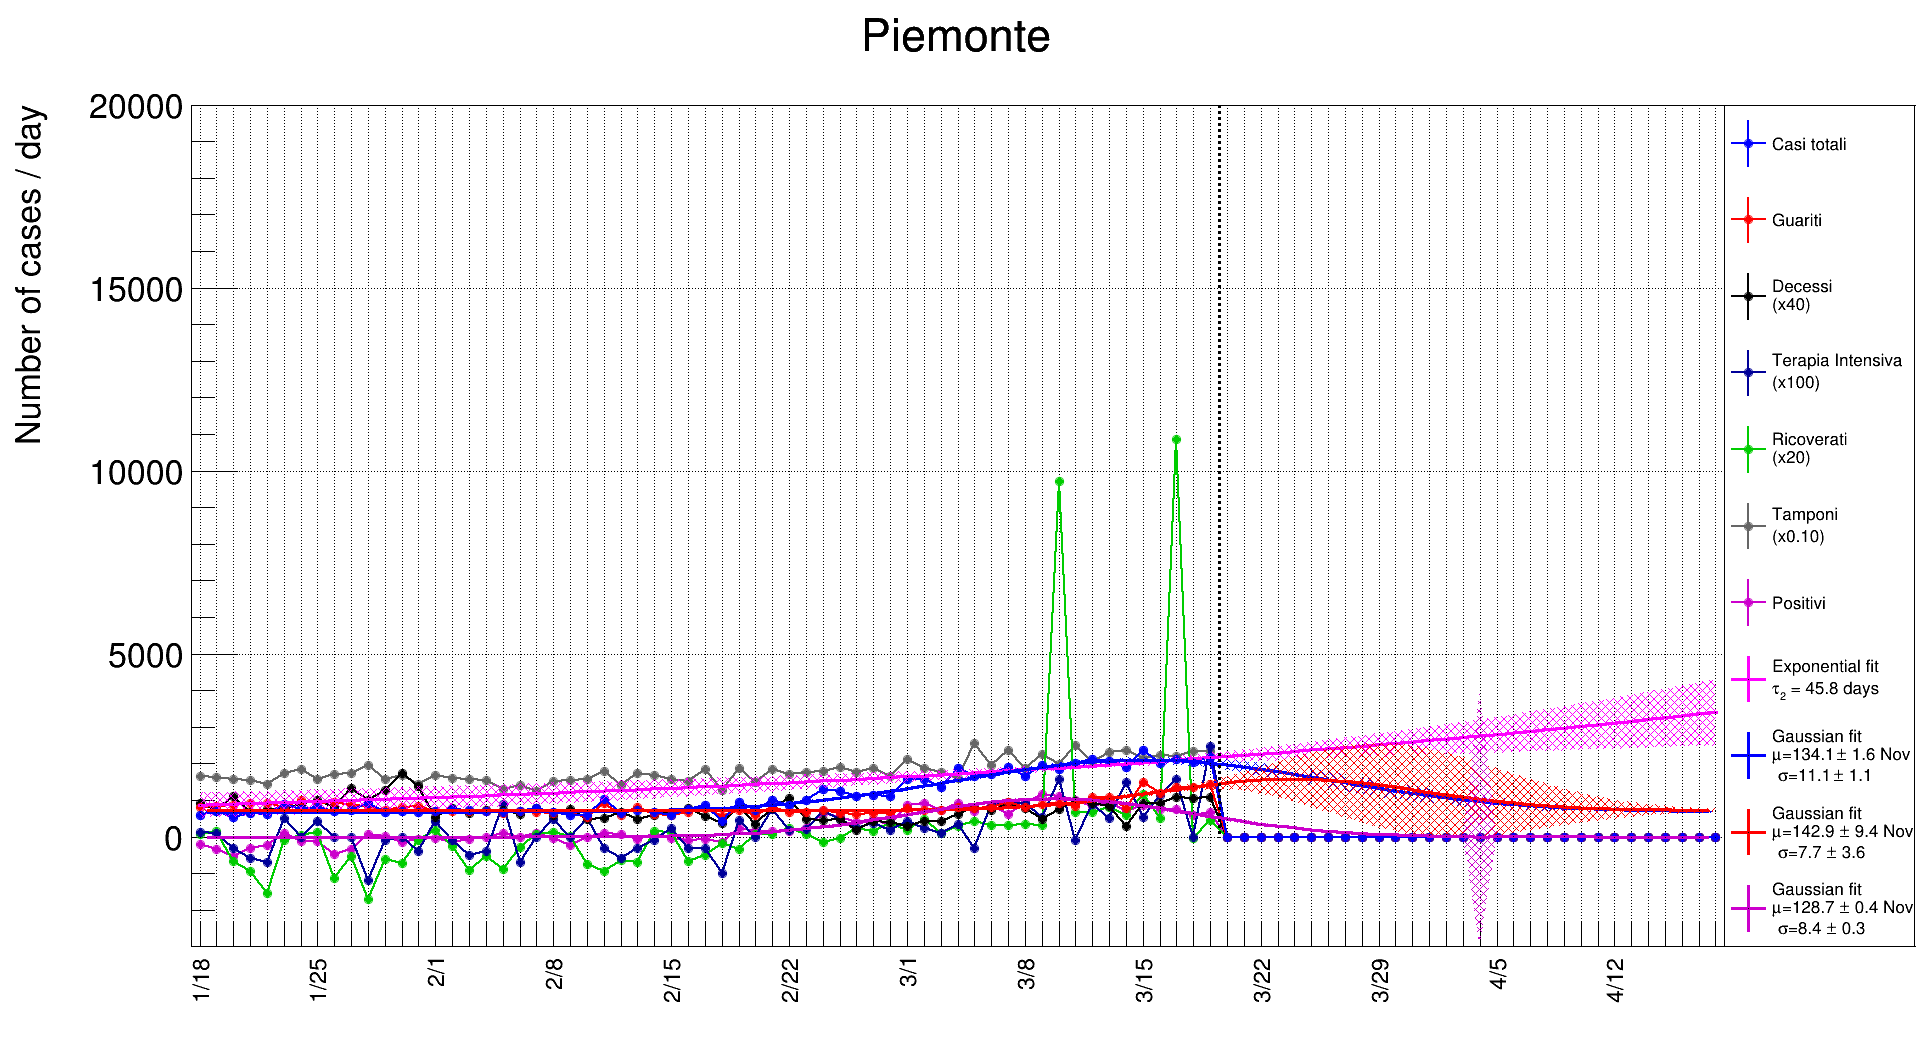 Piemonte
Number of cases / day
20000
15000
10000
5000
0
1/18
1/25
2/1
2/8
2/15
2/22
3/1
3/8
3/15
3/22
3/29
4/5
4/12
Casi totali
Guariti
Decessi
(x40)
Terapia Intensiva
(x100)
Ricoverati
(x20)
Tamponi
(x0.10)
Positivi
Exponential fit
τ2 = 45.8 days
Gaussian fit
μ=134.1 ± 1.6 Nov
σ=11.1 ± 1.1
Gaussian fit
μ=142.9 ± 9.4 Nov
σ=7.7 ± 3.6
Gaussian fit
μ=128.7 ± 0.4 Nov
σ=8.4 ± 0.3